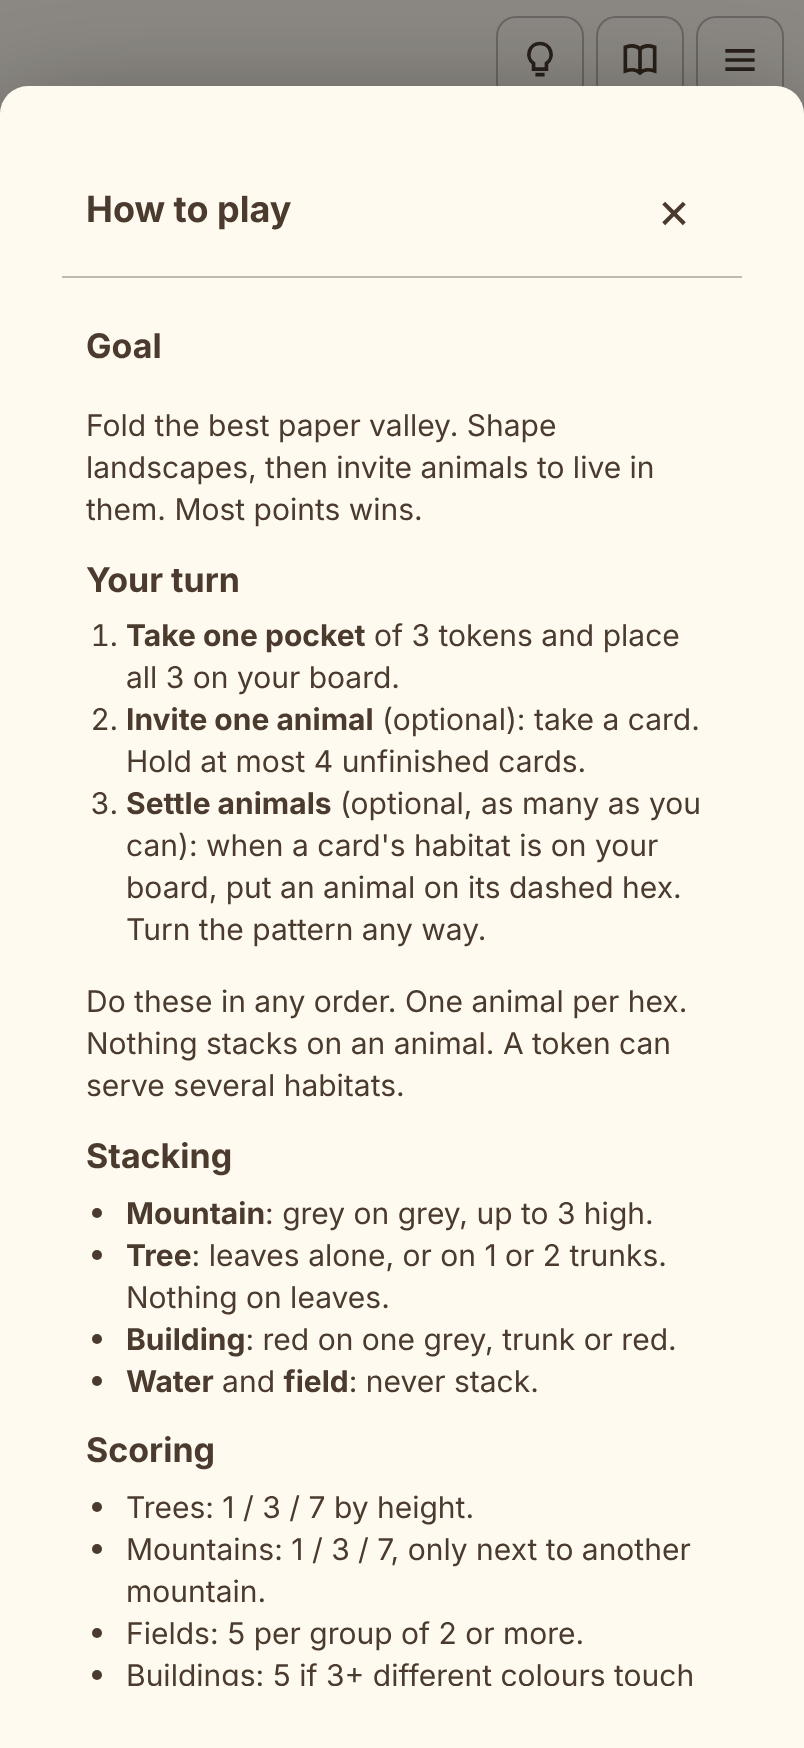 How to play
Goal
Fold the best paper valley. Shape
landscapes, then invite animals to live in
them. Most points wins.
Your turn
1. Take one pocket of 3 tokens and place
all 3 on your board.
2. Invite one animal (optional): take a card.
Hold at most 4 unfinished cards.
3. Settle animals (optional, as many as you
can): when a card's habitat is on your
board, put an animal on its dashed hex.
Turn the pattern any way.
Do these in any order. One animal per hex.
Nothing stacks on an animal. A token can
serve several habitats.
Stacking
• Mountain: grey on grey, up to 3 high.
• Tree: leaves alone, or on 1 or 2 trunks.
Nothing on leaves.
• Building: red on one grey, trunk or red.
• Water and field: never stack.
Scoring
• Trees: 1 / 3 / 7 by height.
• Mountains: 1 / 3 / 7, only next to another
mountain.
• Fields: 5 per group of 2 or more.
• Buildings: 5 if 3+ different colours touch